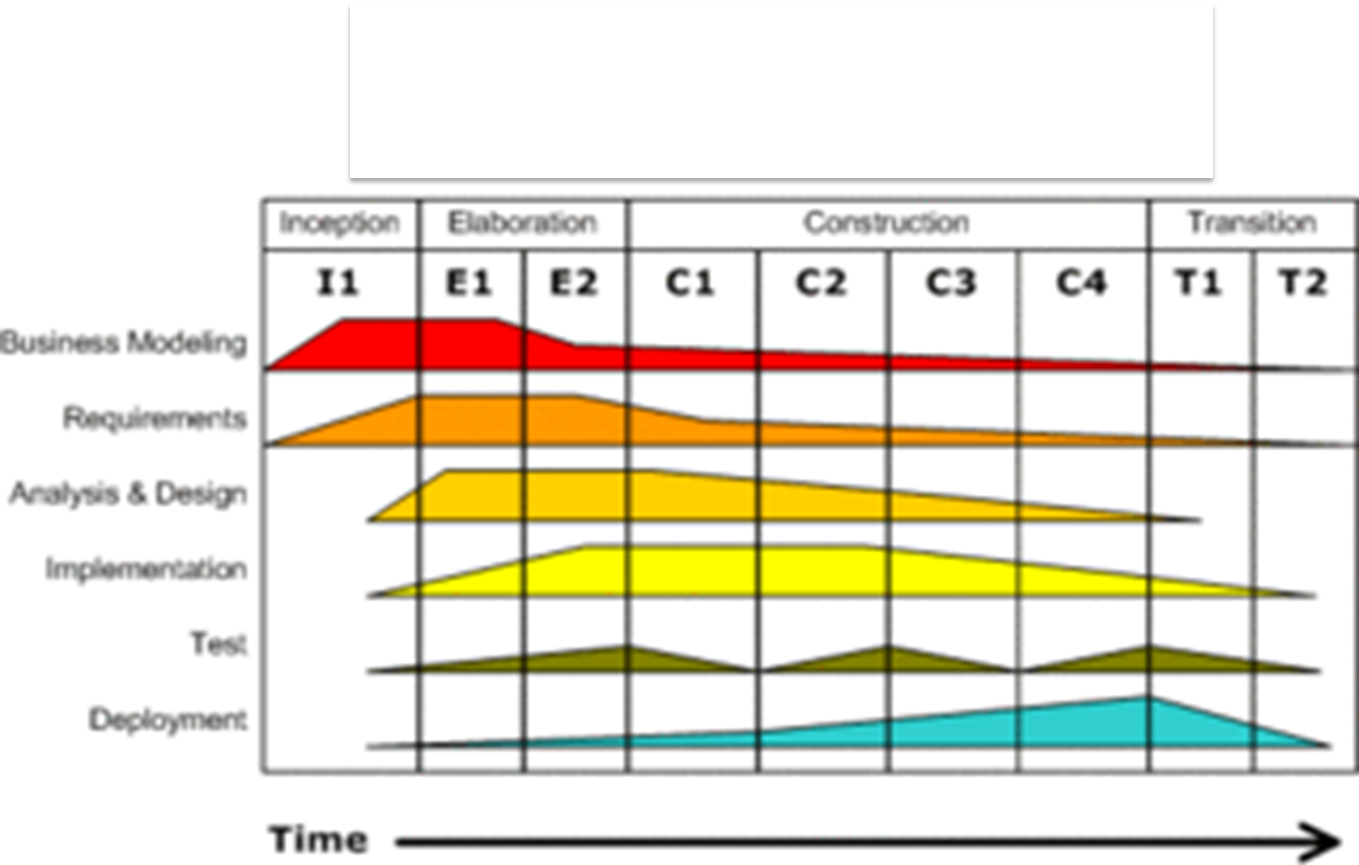 Inception Elaboration Construction Transition
I1 E1 E2 C1 C2 C3 C4 T1 T2
Business Modeling
Requirements
Analysis & Design
Implementation
Test
Deployment
Time